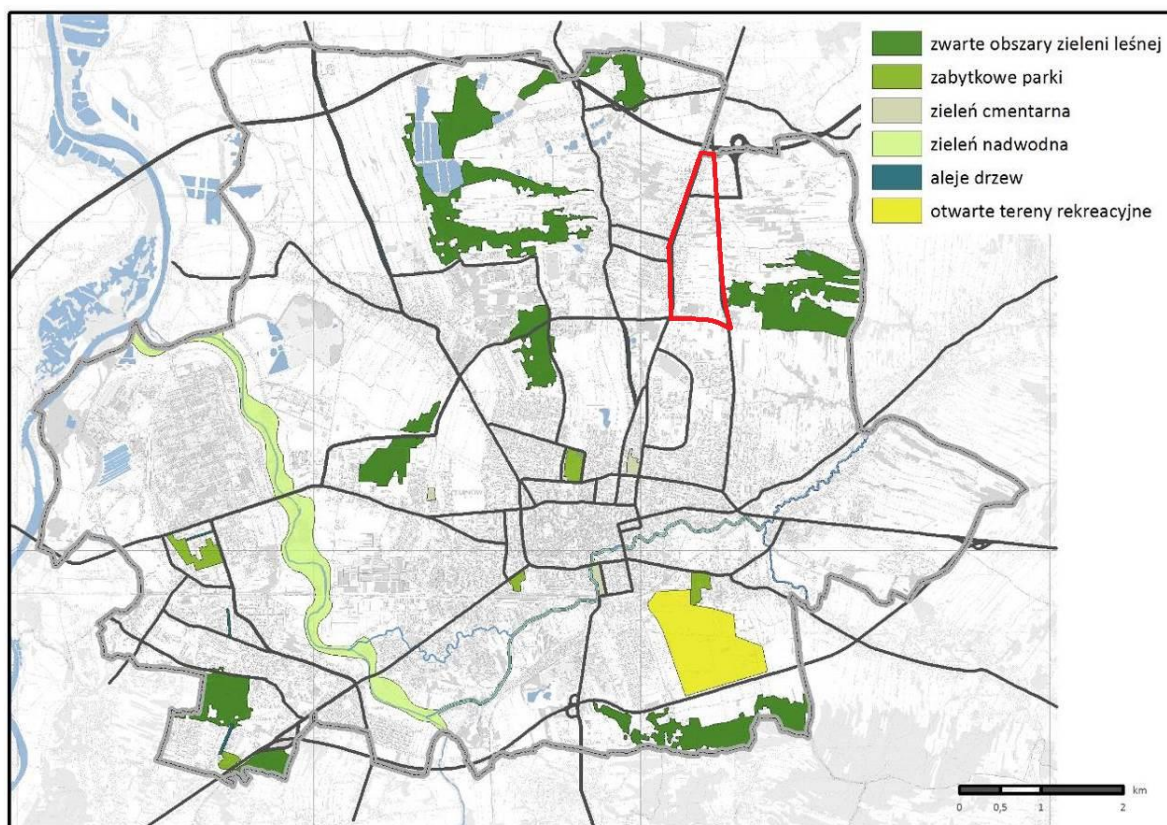 zwarte obszary zieleni leśnej
zabytkowe parki
zieleń cmentarna
zieleń nadwodna
aleje drzew
otwarte tereny rekreacyjne
km
0 0,5 1 2